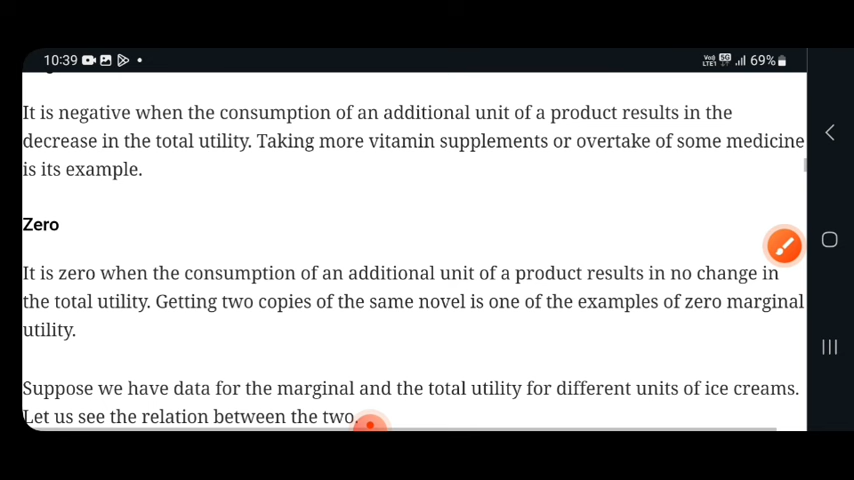 10:39
VoD 5G LTE1 69%
It is negative when the consumption of an additional unit of a product results in the
decrease in the total utility. Taking more vitamin supplements or overtake of some medicine
is its example.
Zero
It is zero when the consumption of an additional unit of a product results in no change in
the total utility. Getting two copies of the same novel is one of the examples of zero marginal
utility.
Suppose we have data for the marginal and the total utility for different units of ice creams.
Let us see the relation between the two.